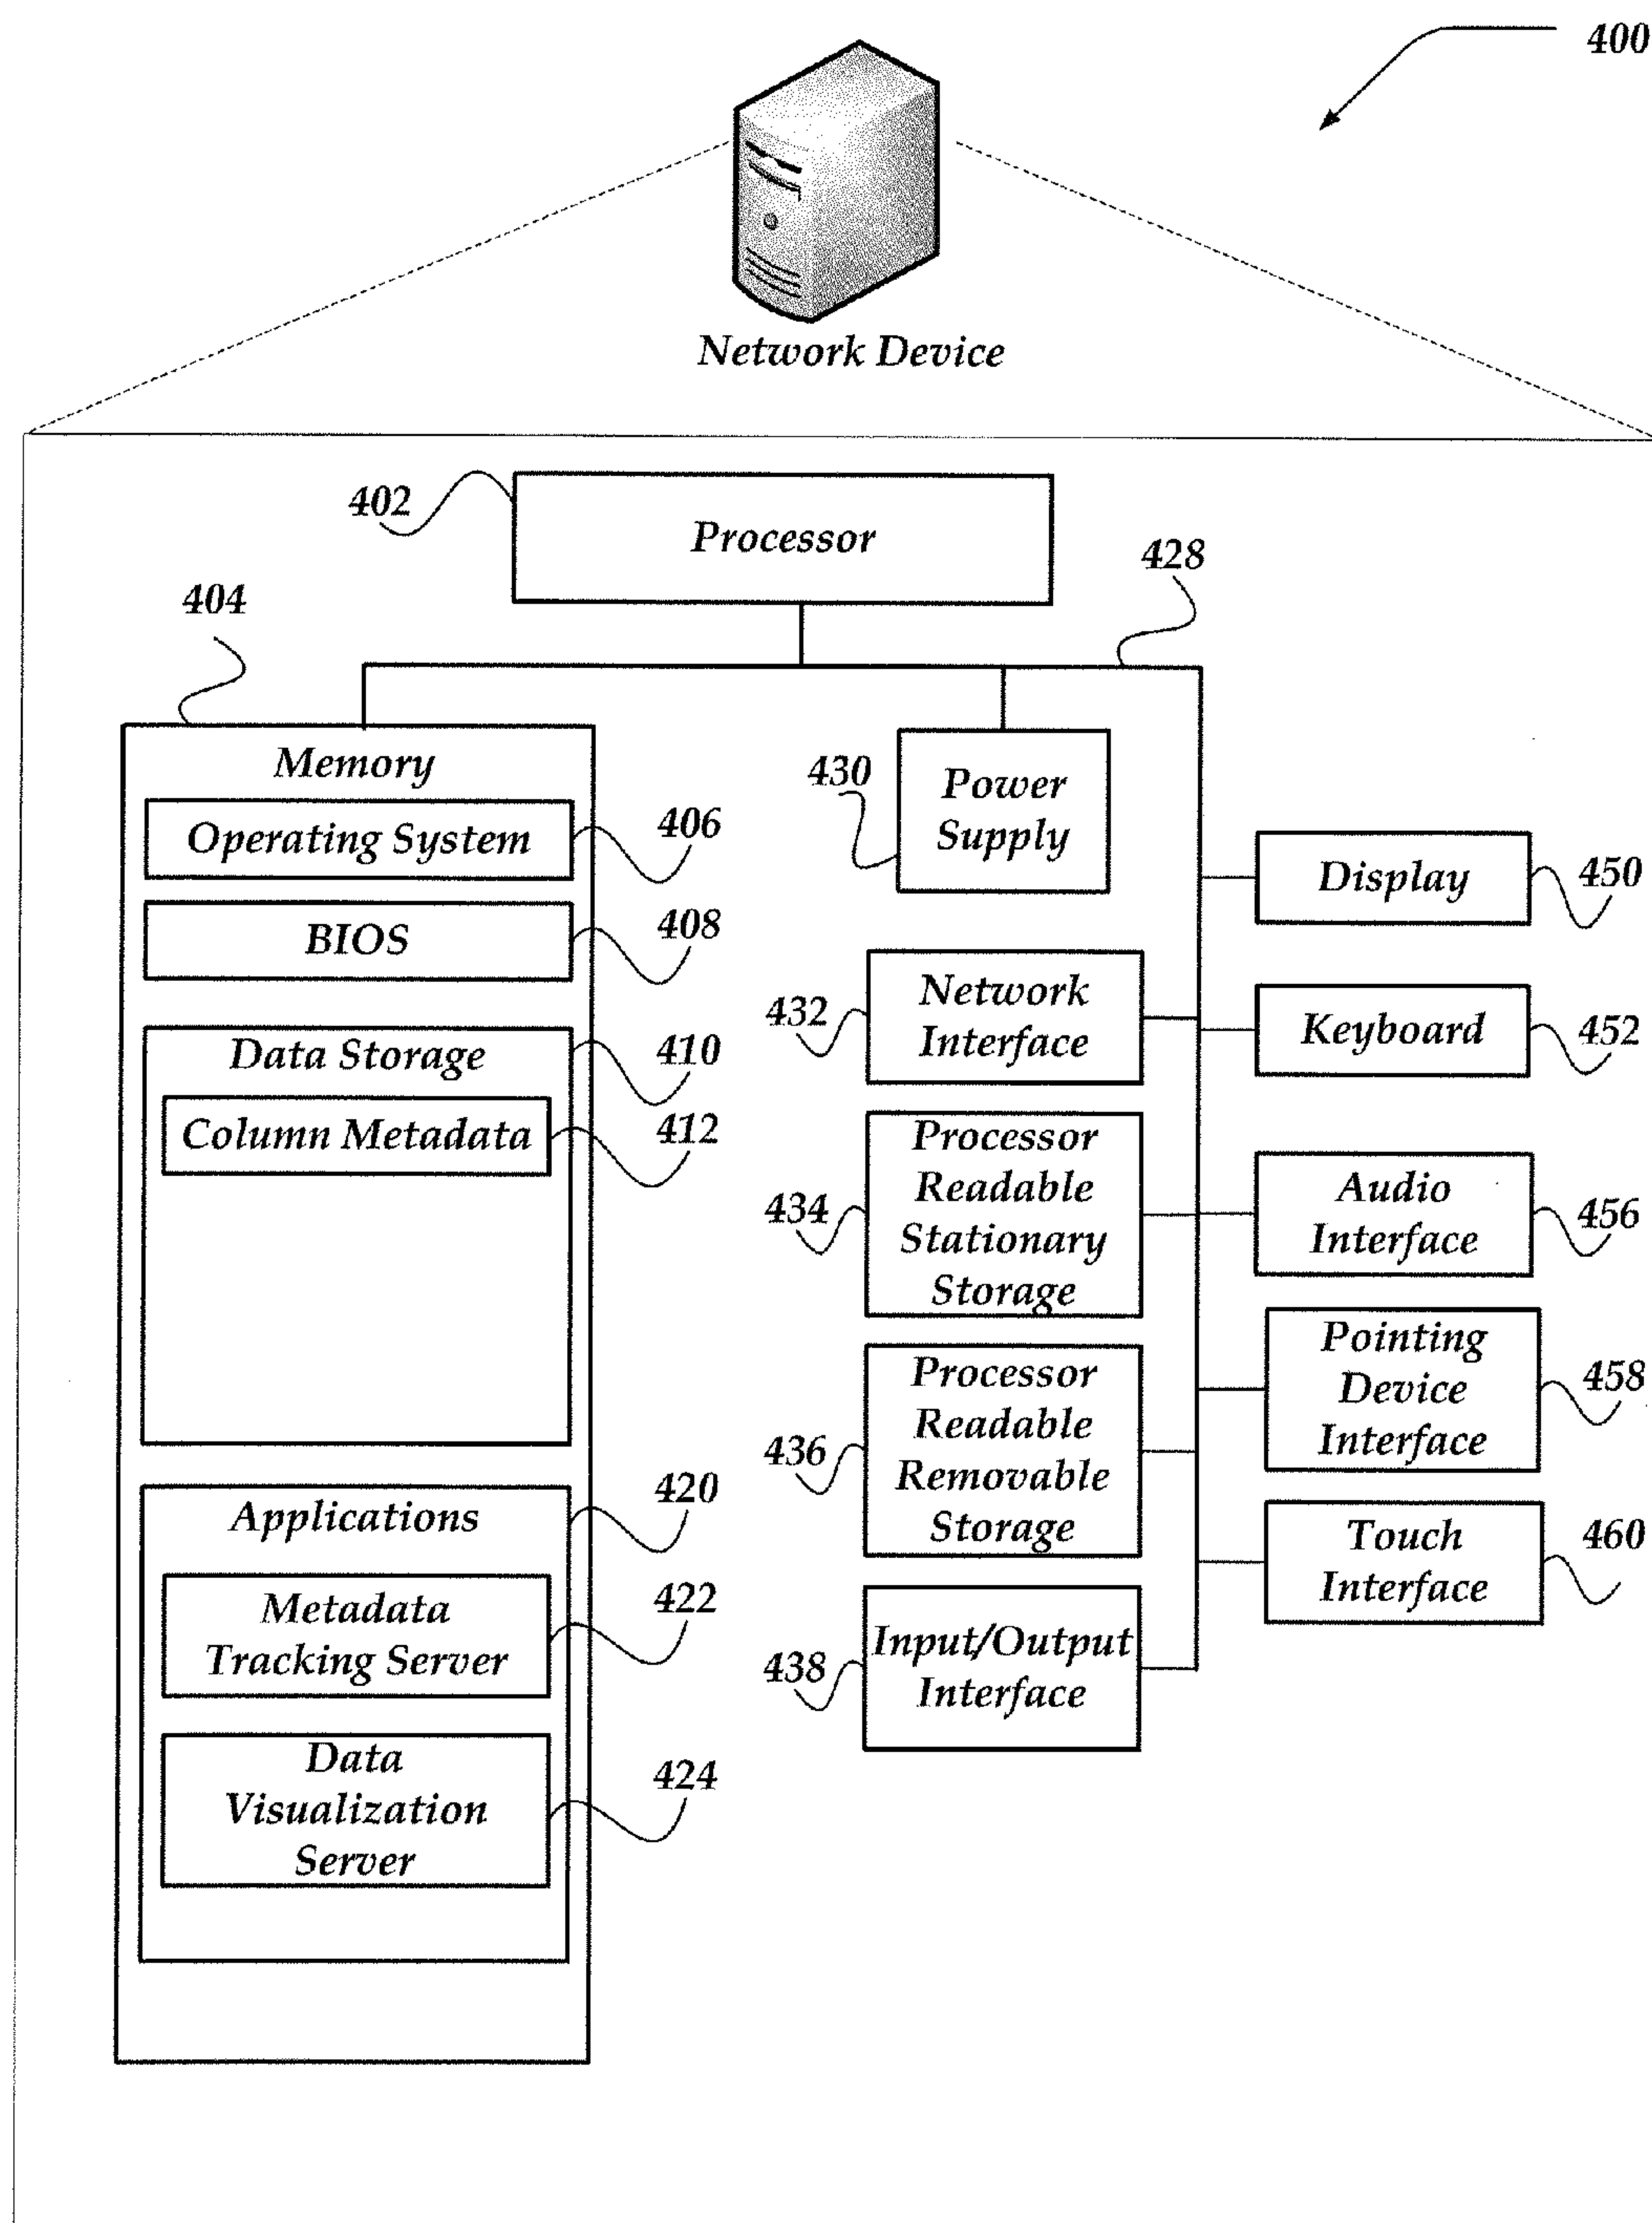 400
Network Device
402
Processor
428
404
Memory
Operating System
406
BIOS
408
Data Storage
410
Column Metadata
412
Applications
420
Metadata
Tracking Server
422
Data
Visualization
Server
424
430
Power
Supply
432
Network
Interface
434
Processor
Readable
Stationary
Storage
436
Processor
Readable
Removable
Storage
438
Input/Output
Interface
Display
450
Keyboard
452
Audio
Interface
456
Pointing
Device
Interface
458
Touch
Interface
460